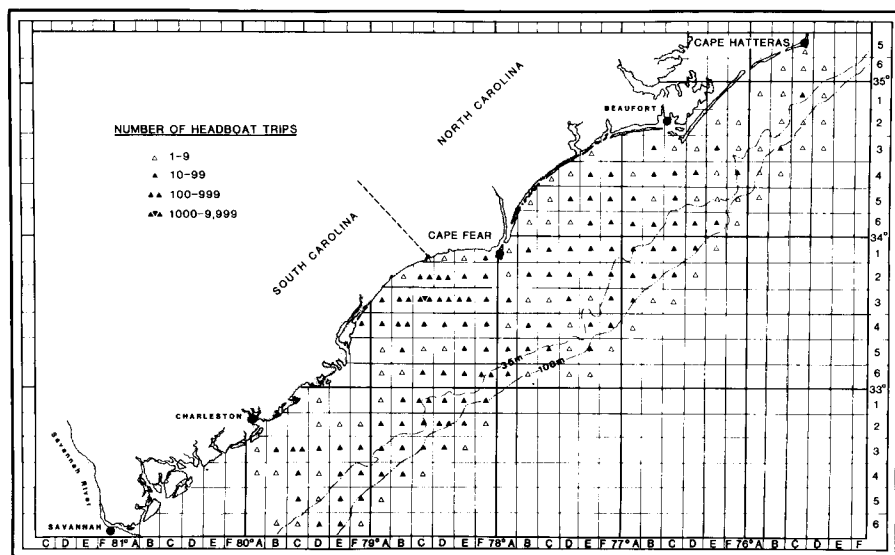 CAPE HATTERAS
5
6
35°
NORTH CAROLINA
BEAUFORT
1
2
NUMBER OF HEADBOAT TRIPS
1-9
10-99
100-999
1000-9,999
3
4
5
6
SOUTH CAROLINA
CAPE FEAR
34°
1
2
3
4
5
35m
100m
6
33°
CHARLESTON
1
2
3
Savannah River
4
5
SAVANNAH
6
C D E F 81° A B C D E F 80° A B C D E F 79° A B C D E F 78° A B C D E F 77° A B C D E F 76° A B C D E F